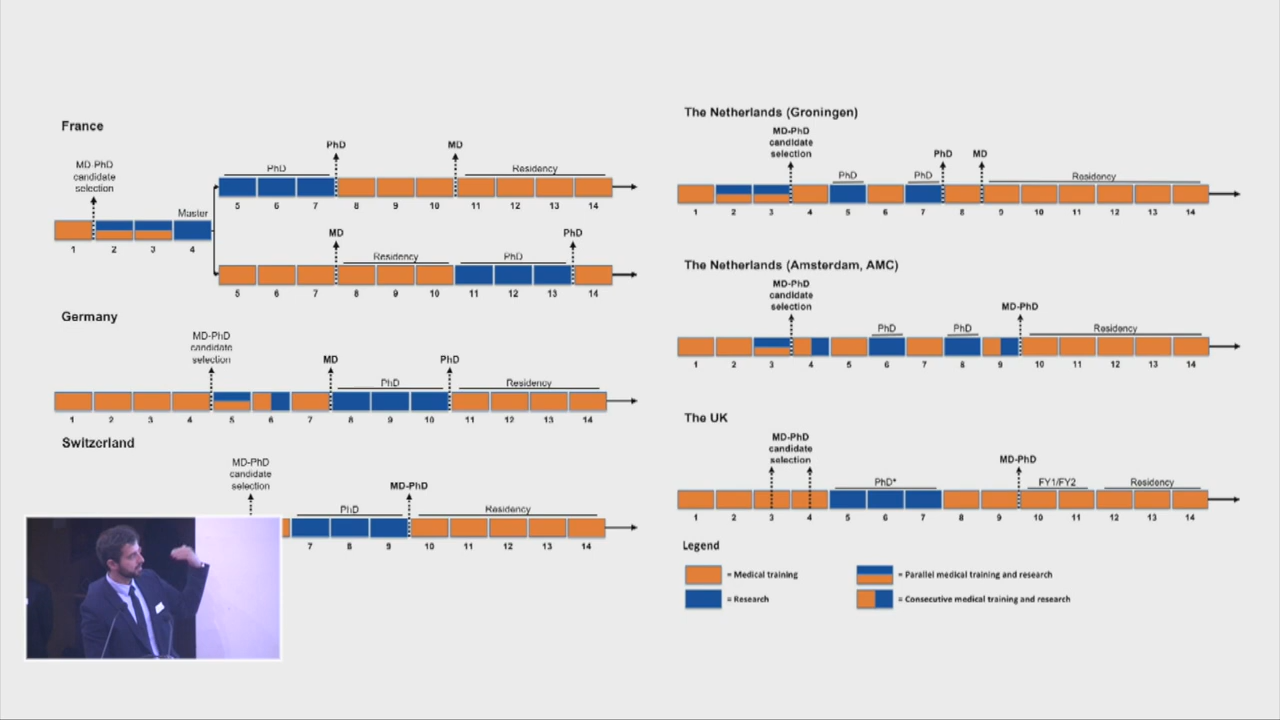 France
MD-PhD
candidate
selection
Master
PhD
PhD
MD
Residency
5 6 7 8 9 10 11 12 13 14
1 2 3 4
MD
Residency
PhD
PhD
5 6 7 8 9 10 11 12 13 14
Germany
MD-PhD
candidate
selection
MD
PhD
PhD
Residency
1 2 3 4 5 6 7 8 9 10 11 12 13 14
Switzerland
MD-PhD
candidate
selection
PhD
MD-PhD
Residency
7 8 9 10 11 12 13 14
The Netherlands (Groningen)
MD-PhD
candidate
selection
PhD
PhD
PhD
MD
Residency
1 2 3 4 5 6 7 8 9 10 11 12 13 14
The Netherlands (Amsterdam, AMC)
MD-PhD
candidate
selection
PhD
PhD
MD-PhD
Residency
1 2 3 4 5 6 7 8 9 10 11 12 13 14
The UK
MD-PhD
candidate
selection
PhD*
MD-PhD
FY1/FY2
Residency
1 2 3 4 5 6 7 8 9 10 11 12 13 14
Legend
= Medical training
= Parallel medical training and research
= Research
= Consecutive medical training and research